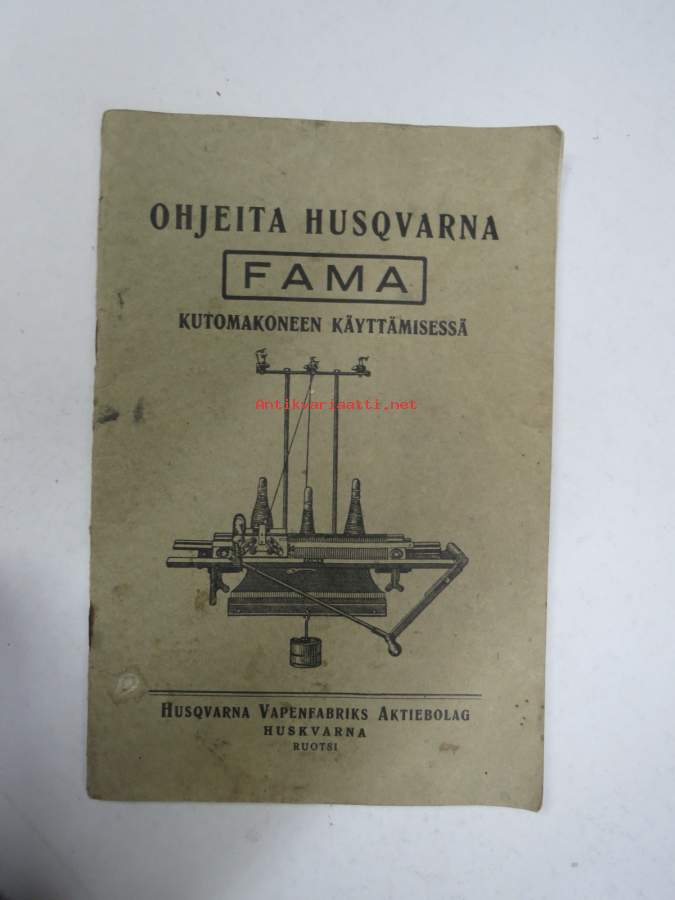 OHJEITA HUSQVARNA
FAMA
KUTOMAKONEEN KÄYTTÄMISESSÄ
Antikvariaatti.net
HUSQVARNA VAPENFABRIKS AKTIEBOLAG
HUSKVARNA
RUOTSI